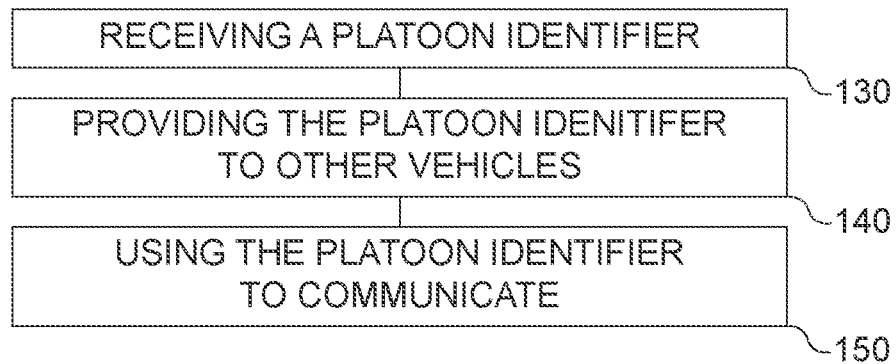 RECEIVING A PLATOON IDENTIFIER
130
PROVIDING THE PLATOON IDENITIFER
TO OTHER VEHICLES
140
USING THE PLATOON IDENTIFIER
TO COMMUNICATE
150